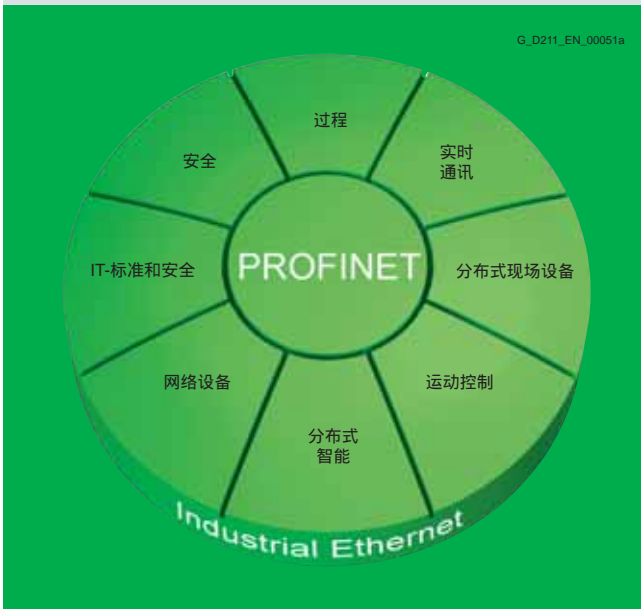 G_D211_EN_00051a
过程
安全
实时
通讯
IT-标准和安全
PROFINET
分布式现场设备
网络设备
运动控制
分布式
智能
Industrial Ethernet